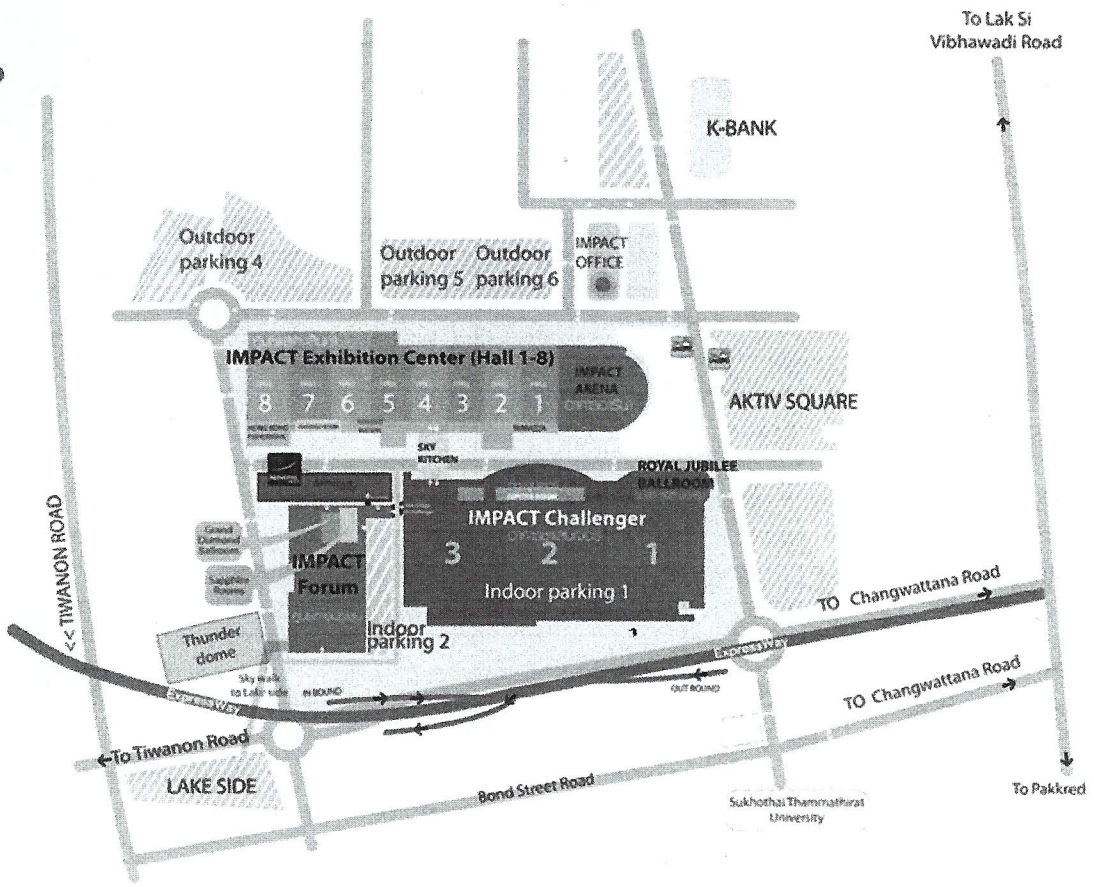 To Lak Si
Vibhawadi Road
K-BANK
Outdoor
parking 4
Outdoor
parking 5
Outdoor
parking 6
IMPACT
OFFICE
IMPACT Exhibition Center (Hall 1-8)
IMPACT
ARENA
8 7 6 5 4 3 2 1
AKTIV SQUARE
SKY
KITCHEN
ROYAL JUBILEE
BALLROOM
IMPACT Challenger
3 2 1
Indoor parking 1
Grand
Diamond
Ballroom
Sapphire
Rooms
IMPACT
Forum
Indoor
parking 2
<< TIWANON ROAD
Thunder
dome
Sky walk
to Lake side
IN BOUND
OUT BOUND
ExpressWay
ExpressWay
TO Changwattana Road
TO Changwattana Road
To Tiwanon Road
LAKE SIDE
Bond Street Road
Sukhothai Thammathirat
University
To Pakkred